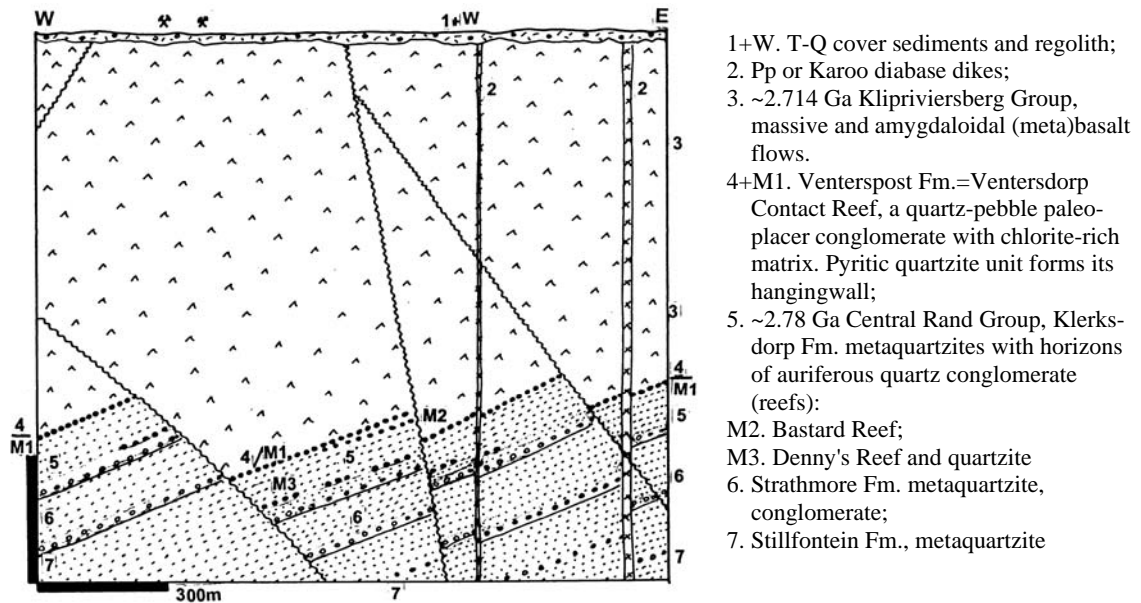 W
1+W
E
2
2
3
3
4
M1
5
6
7
4
M1
5
6
7
4/M1
M2
5
M3
6
300m
7
1+W. T-Q cover sediments and regolith;
2. Pp or Karoo diabase dikes;
3. ~2.714 Ga Klipriviersberg Group,
massive and amygdaloidal (meta)basalt
flows.
4+M1. Venterspost Fm.=Ventersdorp
Contact Reef, a quartz-pebble paleo-
placer conglomerate with chlorite-rich
matrix. Pyritic quartzite unit forms its
hangingwall;
5. ~2.78 Ga Central Rand Group, Klerks-
dorp Fm. metaquartzites with horizons
of auriferous quartz conglomerate
(reefs):
M2. Bastard Reef;
M3. Denny's Reef and quartzite
6. Strathmore Fm. metaquartzite,
conglomerate;
7. Stillfontein Fm., metaquartzite